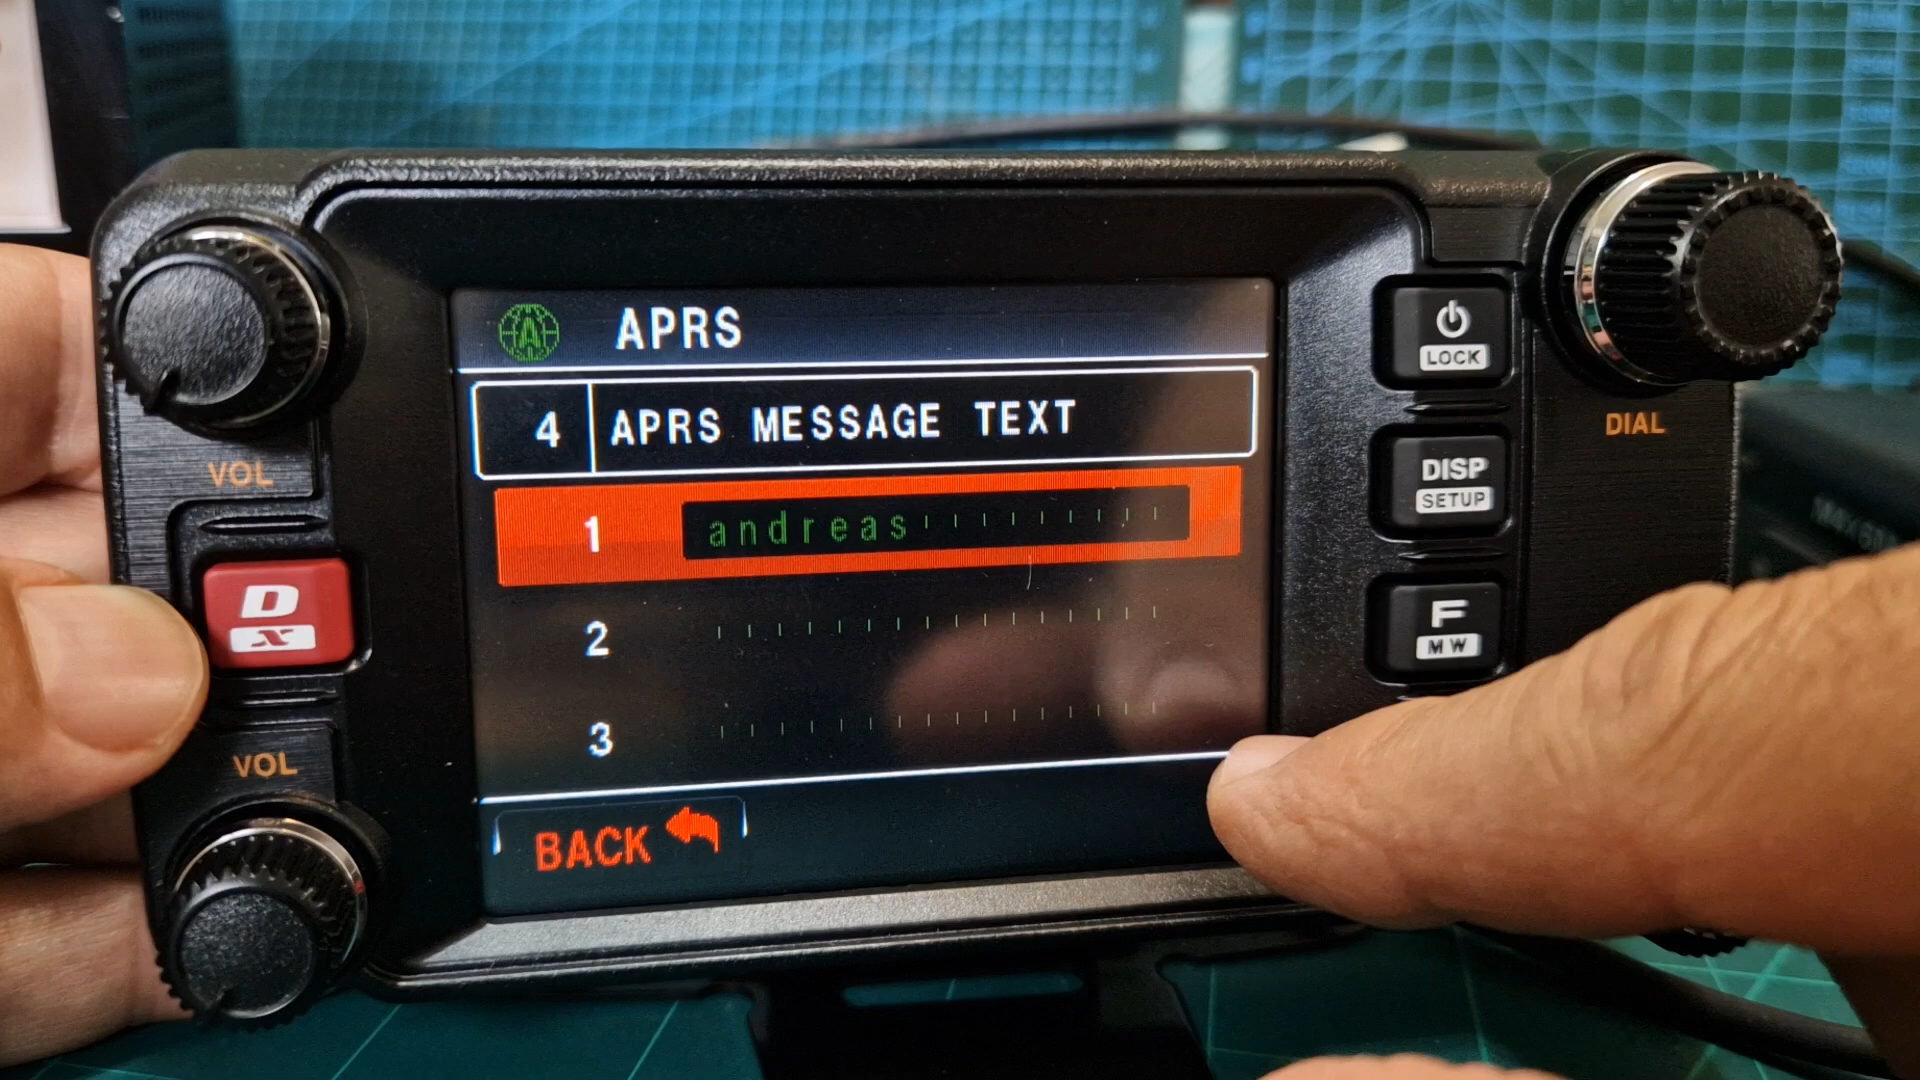 APRS
4 APRS MESSAGE TEXT
1 andreas
2
3
BACK
VOL
D
X
VOL
LOCK
DISP
SETUP
F
MW
DIAL